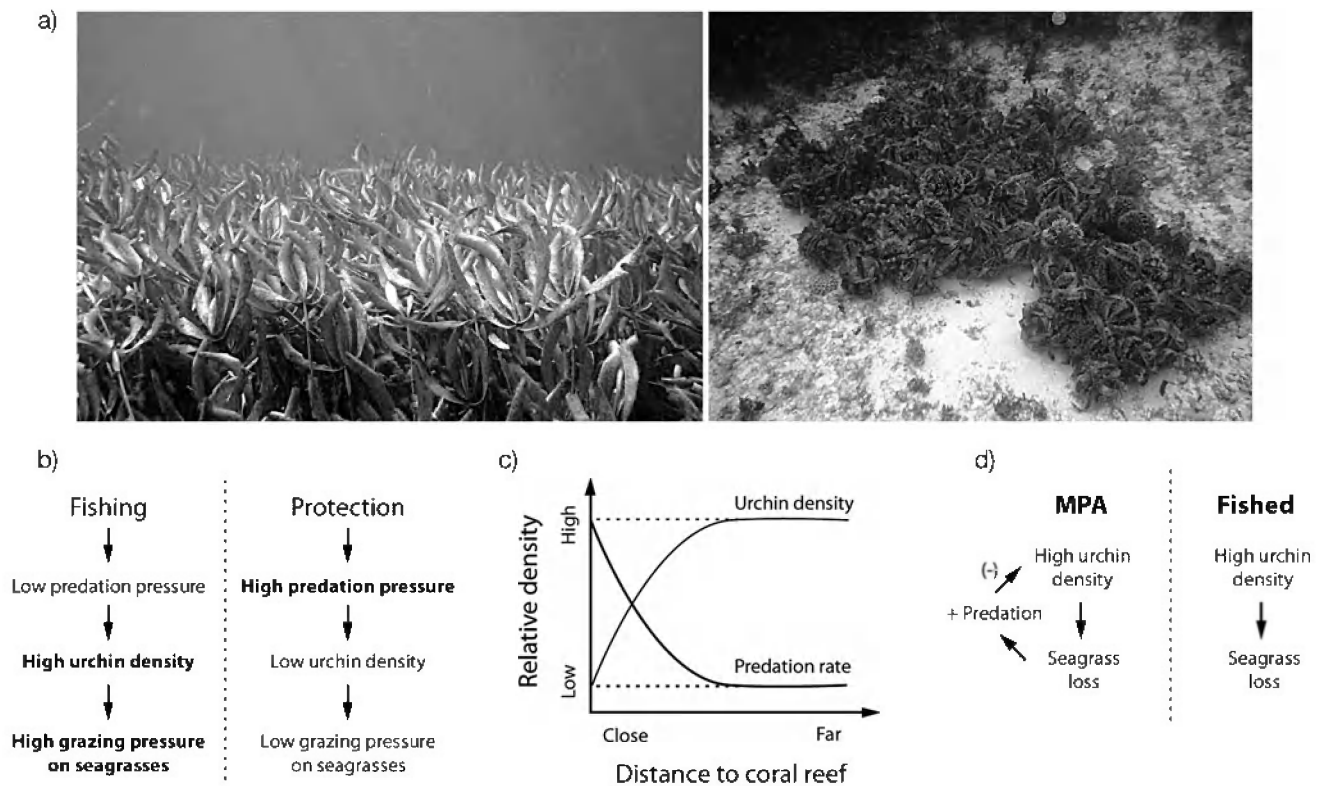 a)
b)
Fishing
Protection
Low predation pressure
High predation pressure
High urchin density
Low urchin density
High grazing pressure
on seagrasses
Low grazing pressure
on seagrasses
c)
Relative density
High
Low
Urchin density
Predation rate
Close
Far
Distance to coral reef
d)
MPA
Fished
(-)
High urchin
density
+ Predation
Seagrass
loss
High urchin
density
Seagrass
loss